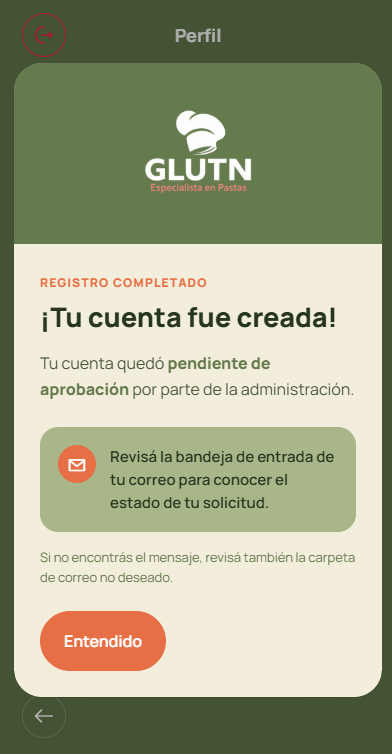 Perfil
GLUTN
Especialista en Pastas
REGISTRO COMPLETADO
¡Tu cuenta fue creada!
Tu cuenta quedó pendiente de
aprobación por parte de la administración.
Revisá la bandeja de entrada de
tu correo para conocer el
estado de tu solicitud.
Si no encontrás el mensaje, revisá también la carpeta
de correo no deseado.
Entendido